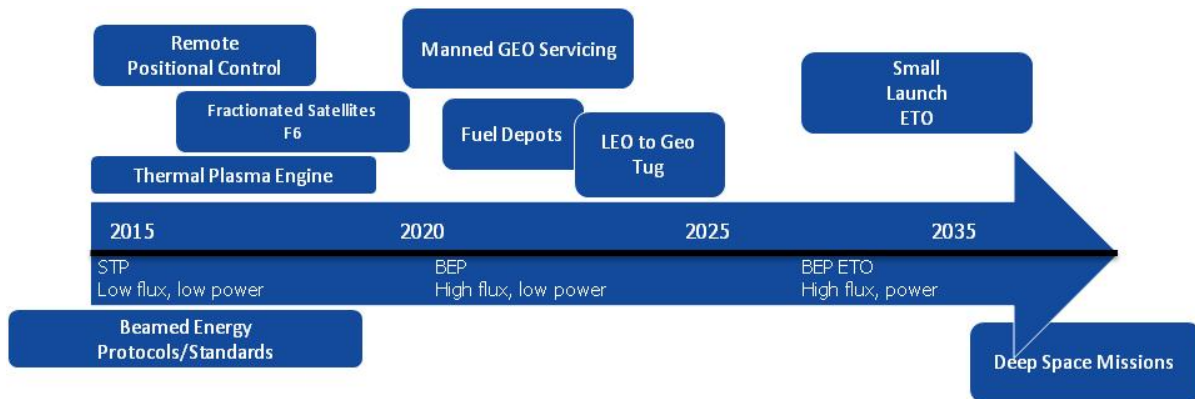 Remote
Positional Control
Manned GEO Servicing
Small
Launch
ETO
Fractionated Satellites
F6
Fuel Depots
LEO to Geo
Tug
Thermal Plasma Engine
2015
2020
2025
2035
STP
Low flux, low power
BEP
High flux, low power
BEP ETO
High flux, power
Beamed Energy
Protocols/Standards
Deep Space Missions